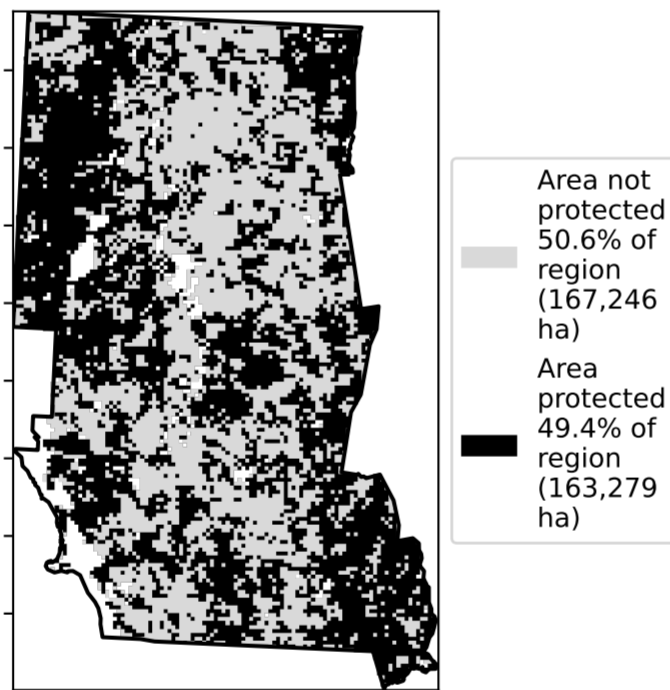 Area not
protected
50.6% of
region
(167,246
ha)
Area
protected
49.4% of
region
(163,279
ha)